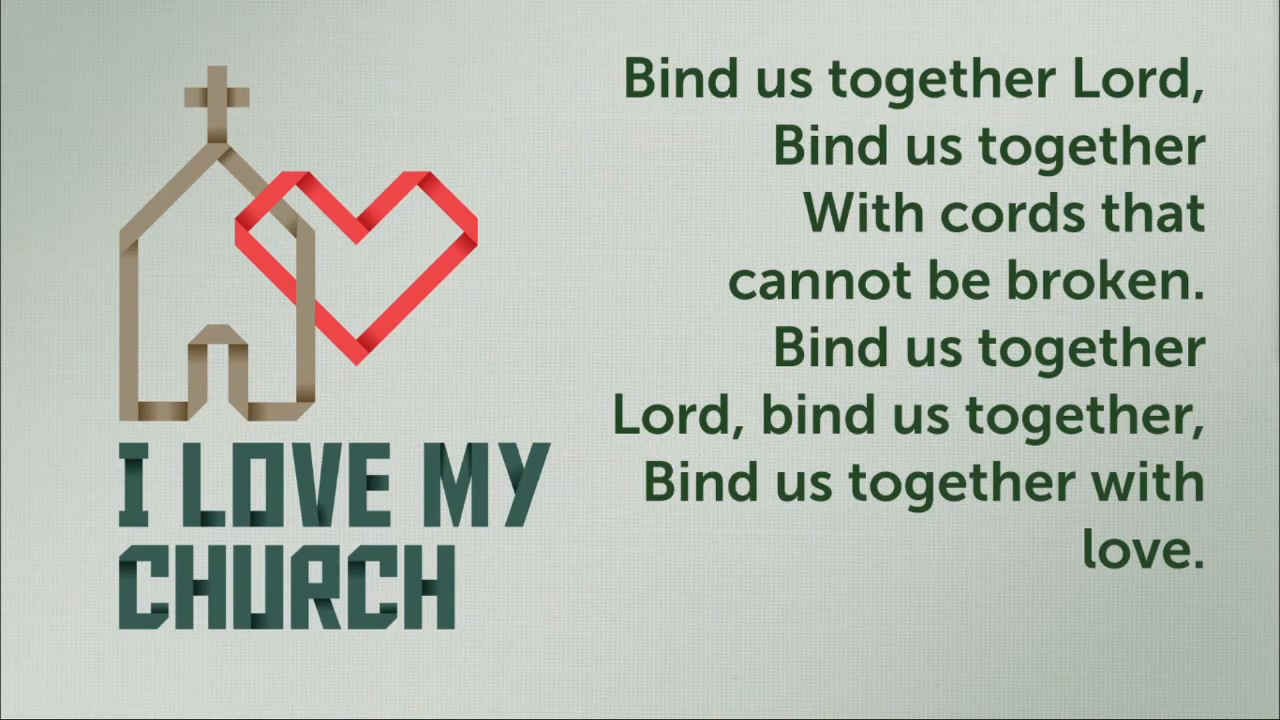 I LOVE MY
CHURCH
Bind us together Lord,
Bind us together
With cords that
cannot be broken.
Bind us together
Lord, bind us together,
Bind us together with
love.